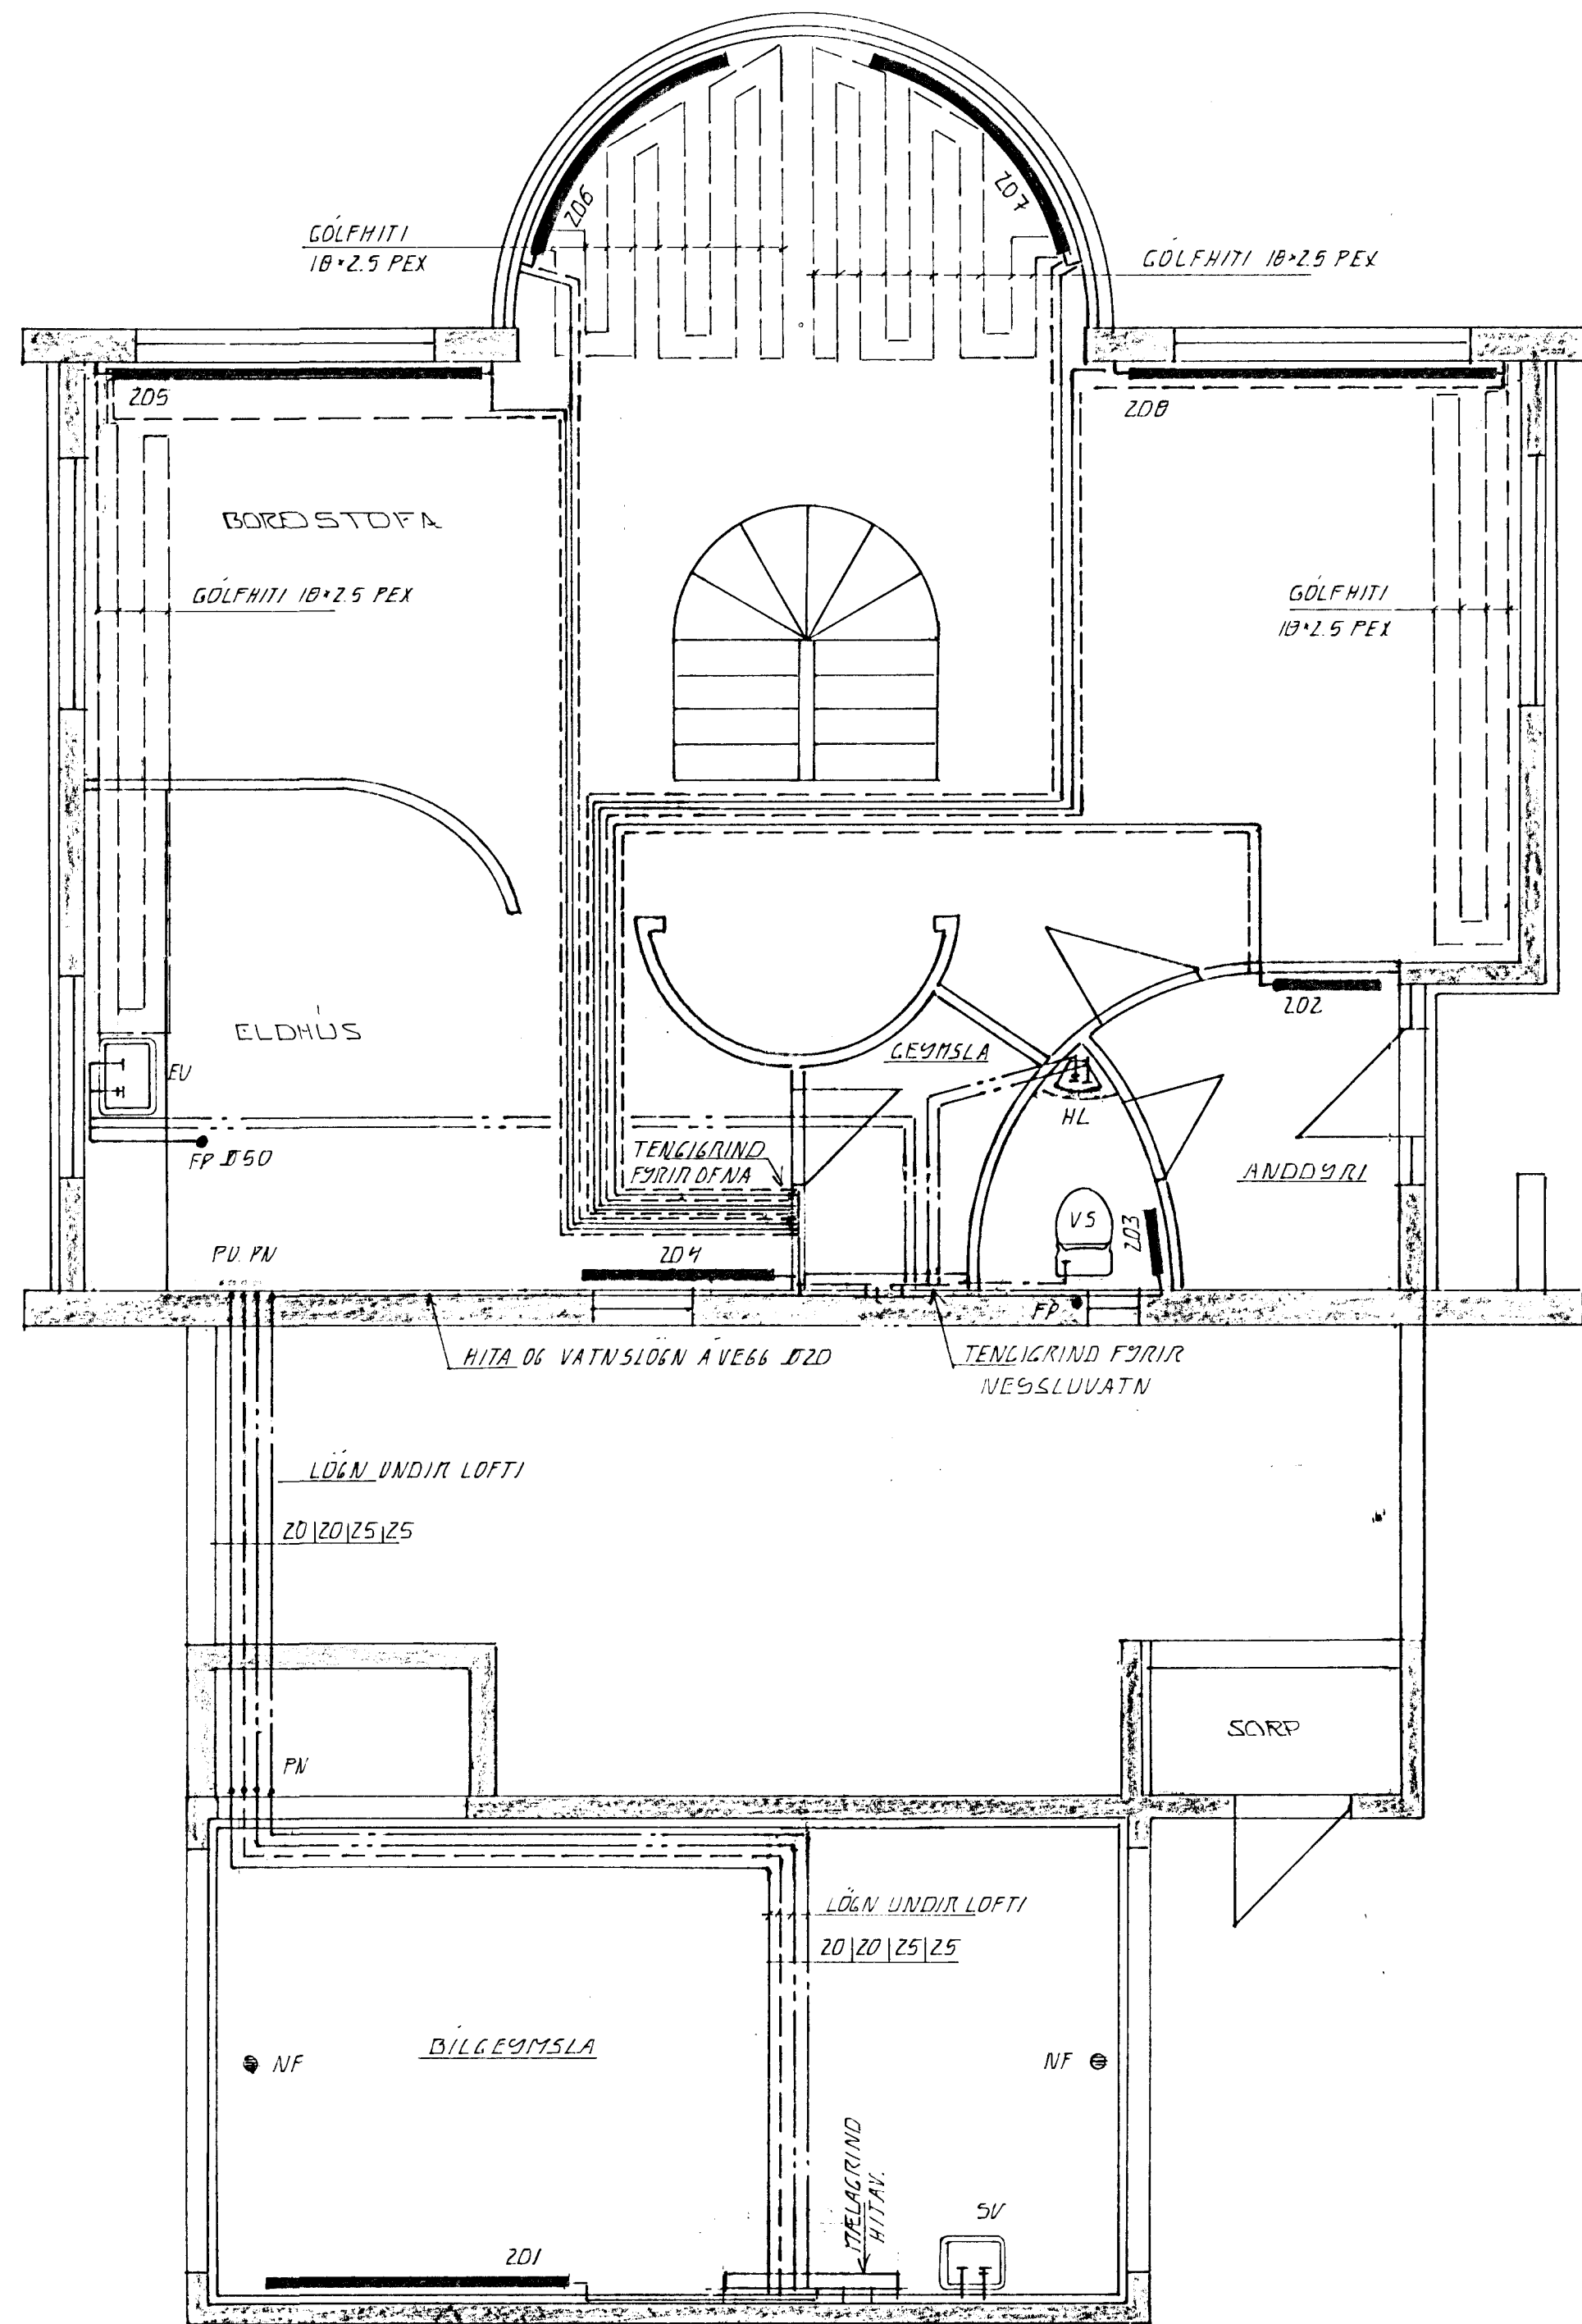 206
207
GÓLFHITI
18×2.5 PEX
GÓLFHITI 18×2.5 PEX
205
208
BORÐSTOFA
GÓLFHITI 18×2.5 PEX
GÓLFHITI
18×2.5 PEX
202
ELDHÚS
GEYMSLA
EV
HL
FP Ø50
TENGIGRIND
FYRIR OFNA
ANDDYRI
VS
203
PV. PN
204
FP
HITA OG VATNSLÖGN Á VEGG Ø20
TENGIGRIND FYRIR
NEYSLUVATN
LÖGN UNDIR LOFTI
20|20|25|25
SORP
PN
LÖGN UNDIR LOFTI
20|20|25|25
BÍLGEYMSLA
NF
NF
MÆLAGRIND
HITAV.
SV
201